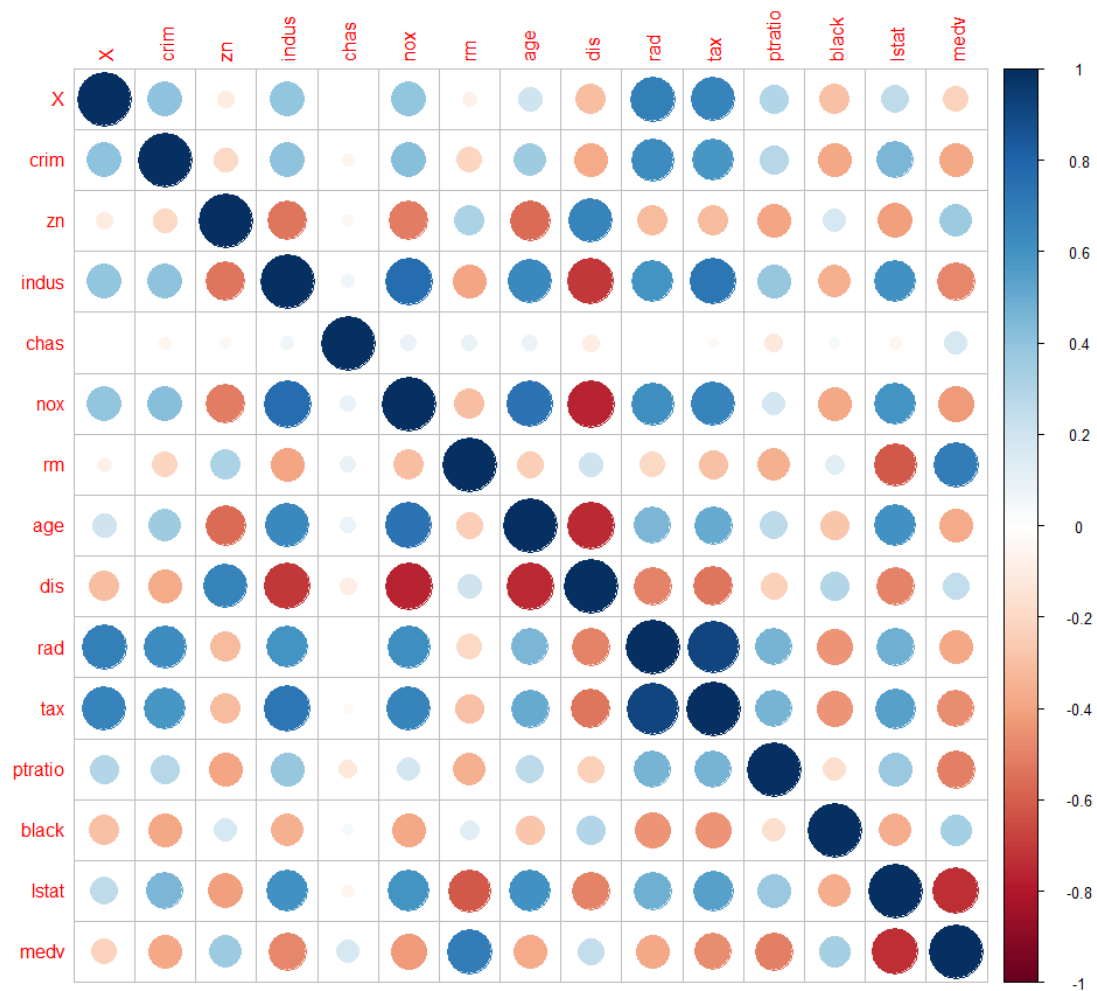 X crim zn indus chas nox rm age dis rad tax ptratio black lstat medv
X
crim
zn
indus
chas
nox
rm
age
dis
rad
tax
ptratio
black
lstat
medv
1
0.8
0.6
0.4
0.2
0
-0.2
-0.4
-0.6
-0.8
-1